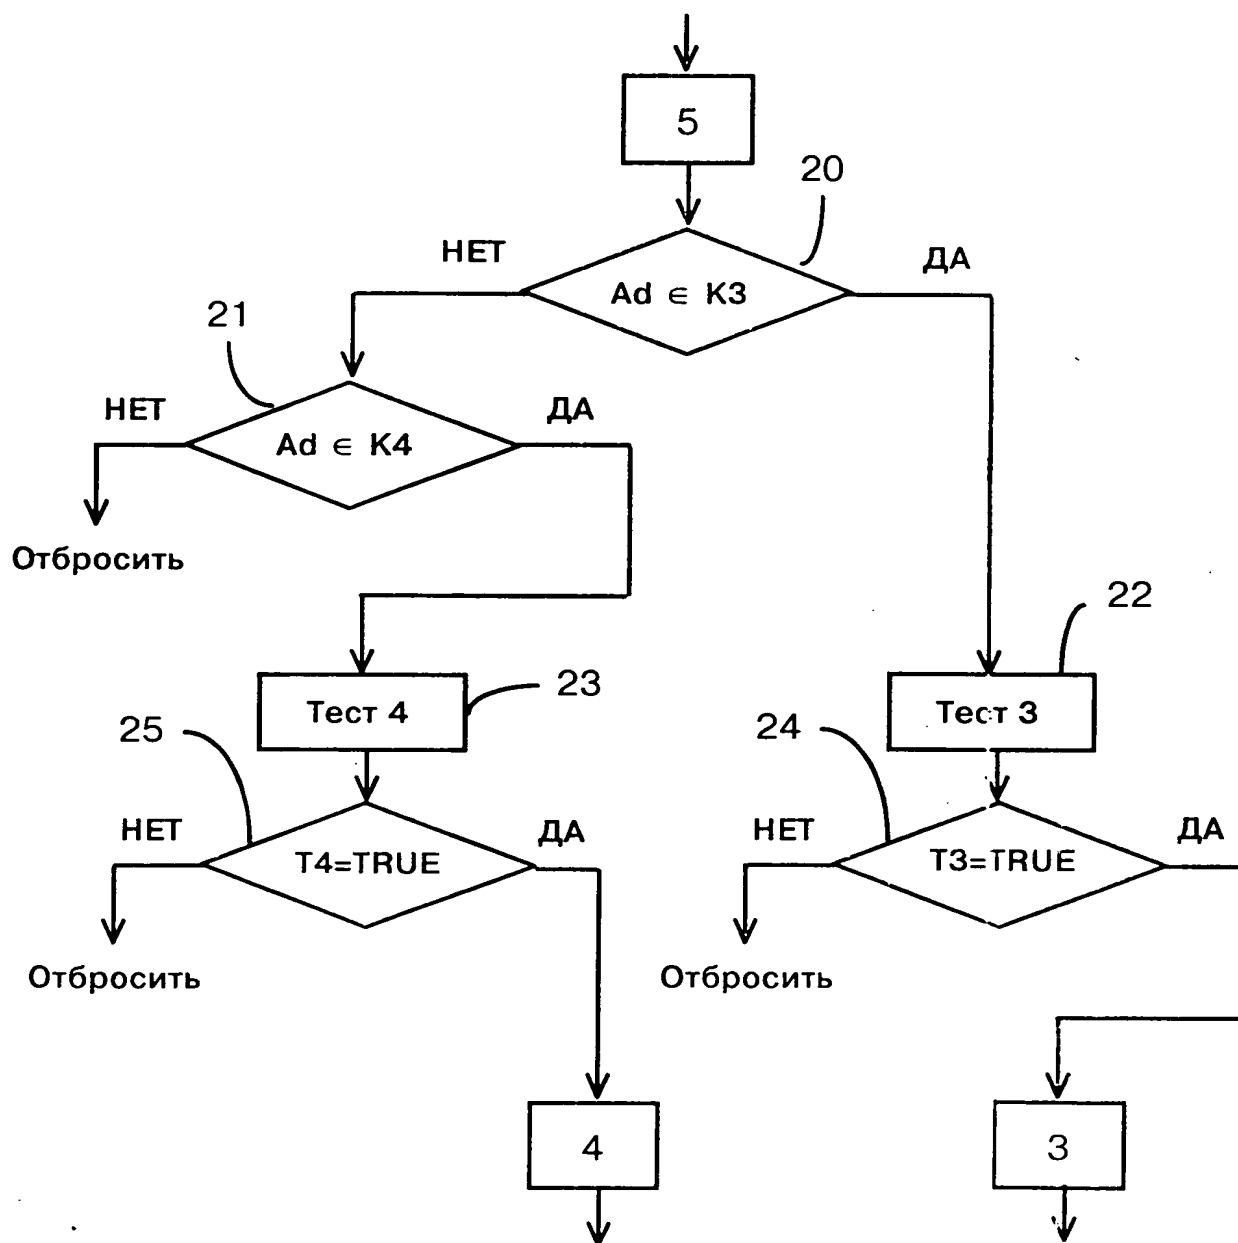 5
20
НЕТ
ДА
Ad ∈ K3
21
НЕТ
ДА
Ad ∈ K4
Отбросить
22
Тест 4
23
Тест 3
25
24
НЕТ
ДА
НЕТ
ДА
T4=TRUE
T3=TRUE
Отбросить
Отбросить
4
3